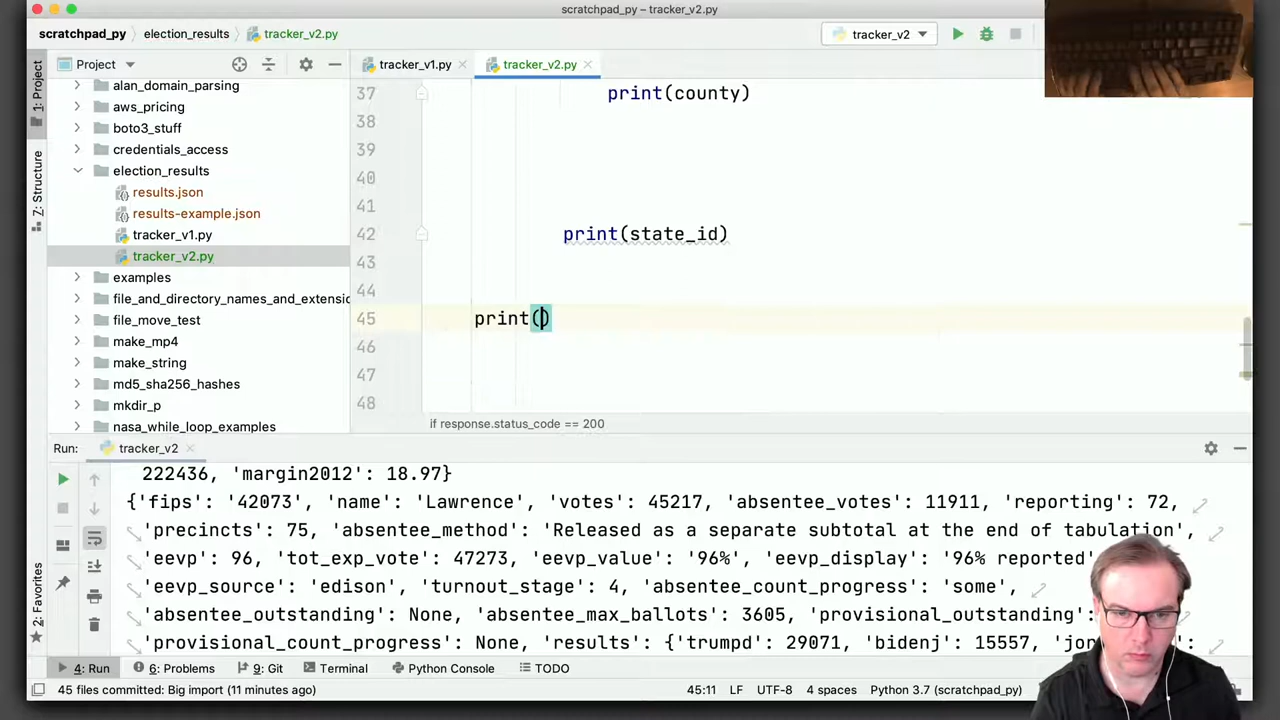 scratchpad_py – tracker_v2.py
scratchpad_py election_results tracker_v2.py
tracker_v2
1: Project
Z: Structure
2: Favorites
Project
tracker_v1.py
tracker_v2.py
alan_domain_parsing
aws_pricing
boto3_stuff
credentials_access
election_results
results.json
results-example.json
tracker_v1.py
tracker_v2.py
examples
file_and_directory_names_and_extensio
file_move_test
make_mp4
make_string
md5_sha256_hashes
mkdir_p
nasa_while_loop_examples
37 print(county)
38
39
40
41
42 print(state_id)
43
44
45 print()
46
47
48
if response.status_code == 200
Run: tracker_v2
222436, 'margin2012': 18.97}
{'fips': '42073', 'name': 'Lawrence', 'votes': 45217, 'absentee_votes': 11911, 'reporting': 72,
'precincts': 75, 'absentee_method': 'Released as a separate subtotal at the end of tabulation',
'eevp': 96, 'tot_exp_vote': 47273, 'eevp_value': '96%', 'eevp_display': '96% reported'
'eevp_source': 'edison', 'turnout_stage': 4, 'absentee_count_progress': 'some',
'absentee_outstanding': None, 'absentee_max_ballots': 3605, 'provisional_outstanding':
'provisional_count_progress': None, 'results': {'trumpd': 29071, 'bidenj': 15557,
4: Run 6: Problems 9: Git Terminal Python Console TODO
45 files committed: Big import (11 minutes ago) 45:11 LF UTF-8 4 spaces Python 3.7 (scratchpad_py)